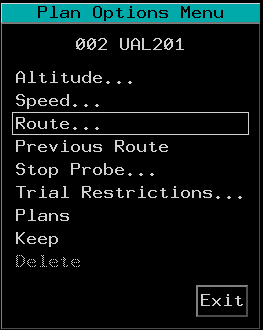 Plan Options Menu
002 UAL201
Altitude...
Speed...
Route...
Previous Route
Stop Probe...
Trial Restrictions...
Plans
Keep
Delete
Exit